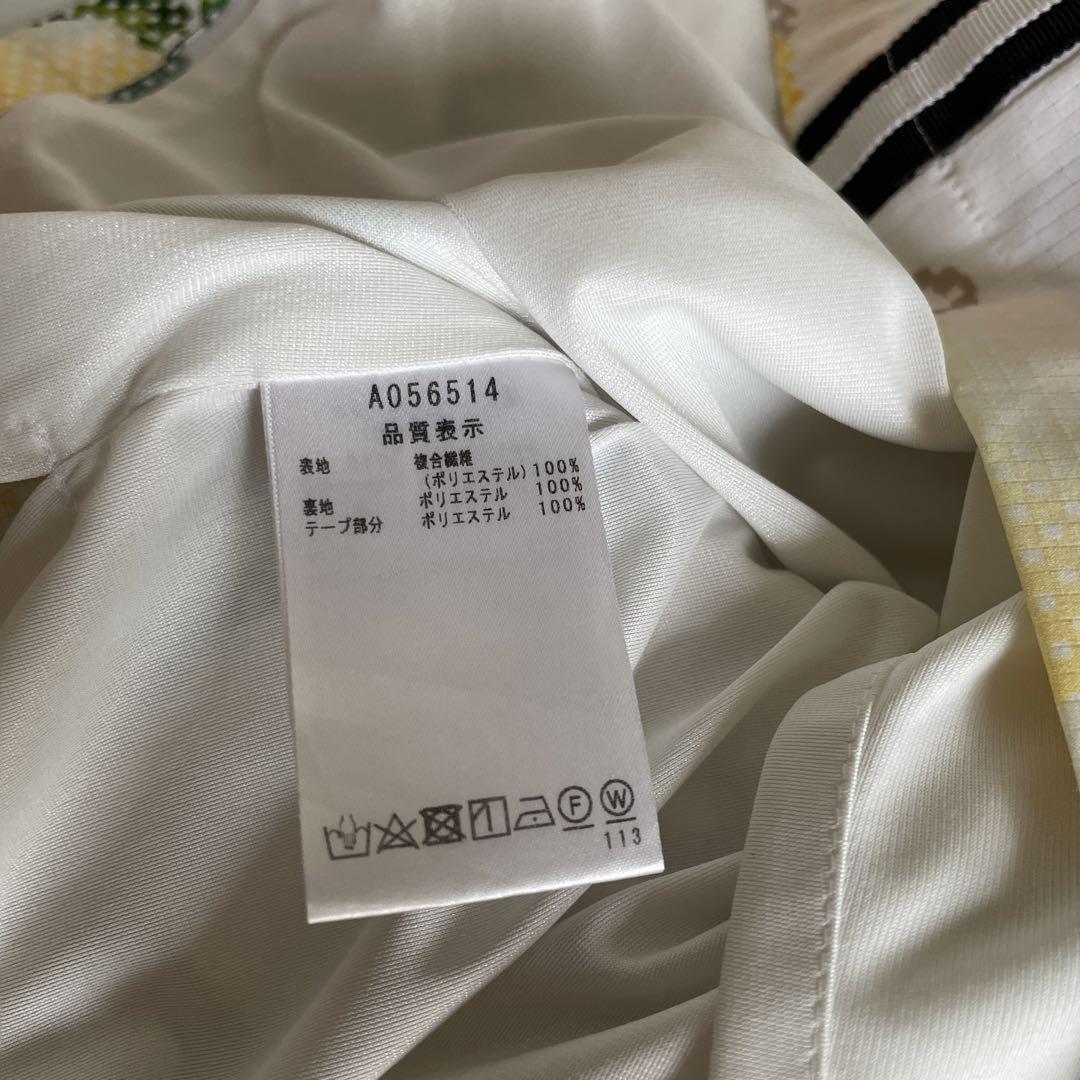 A056514
品質表示
表地 複合繊維
(ポリエステル)100%
裏地 ポリエステル 100%
テープ部分 ポリエステル 100%
F W
113